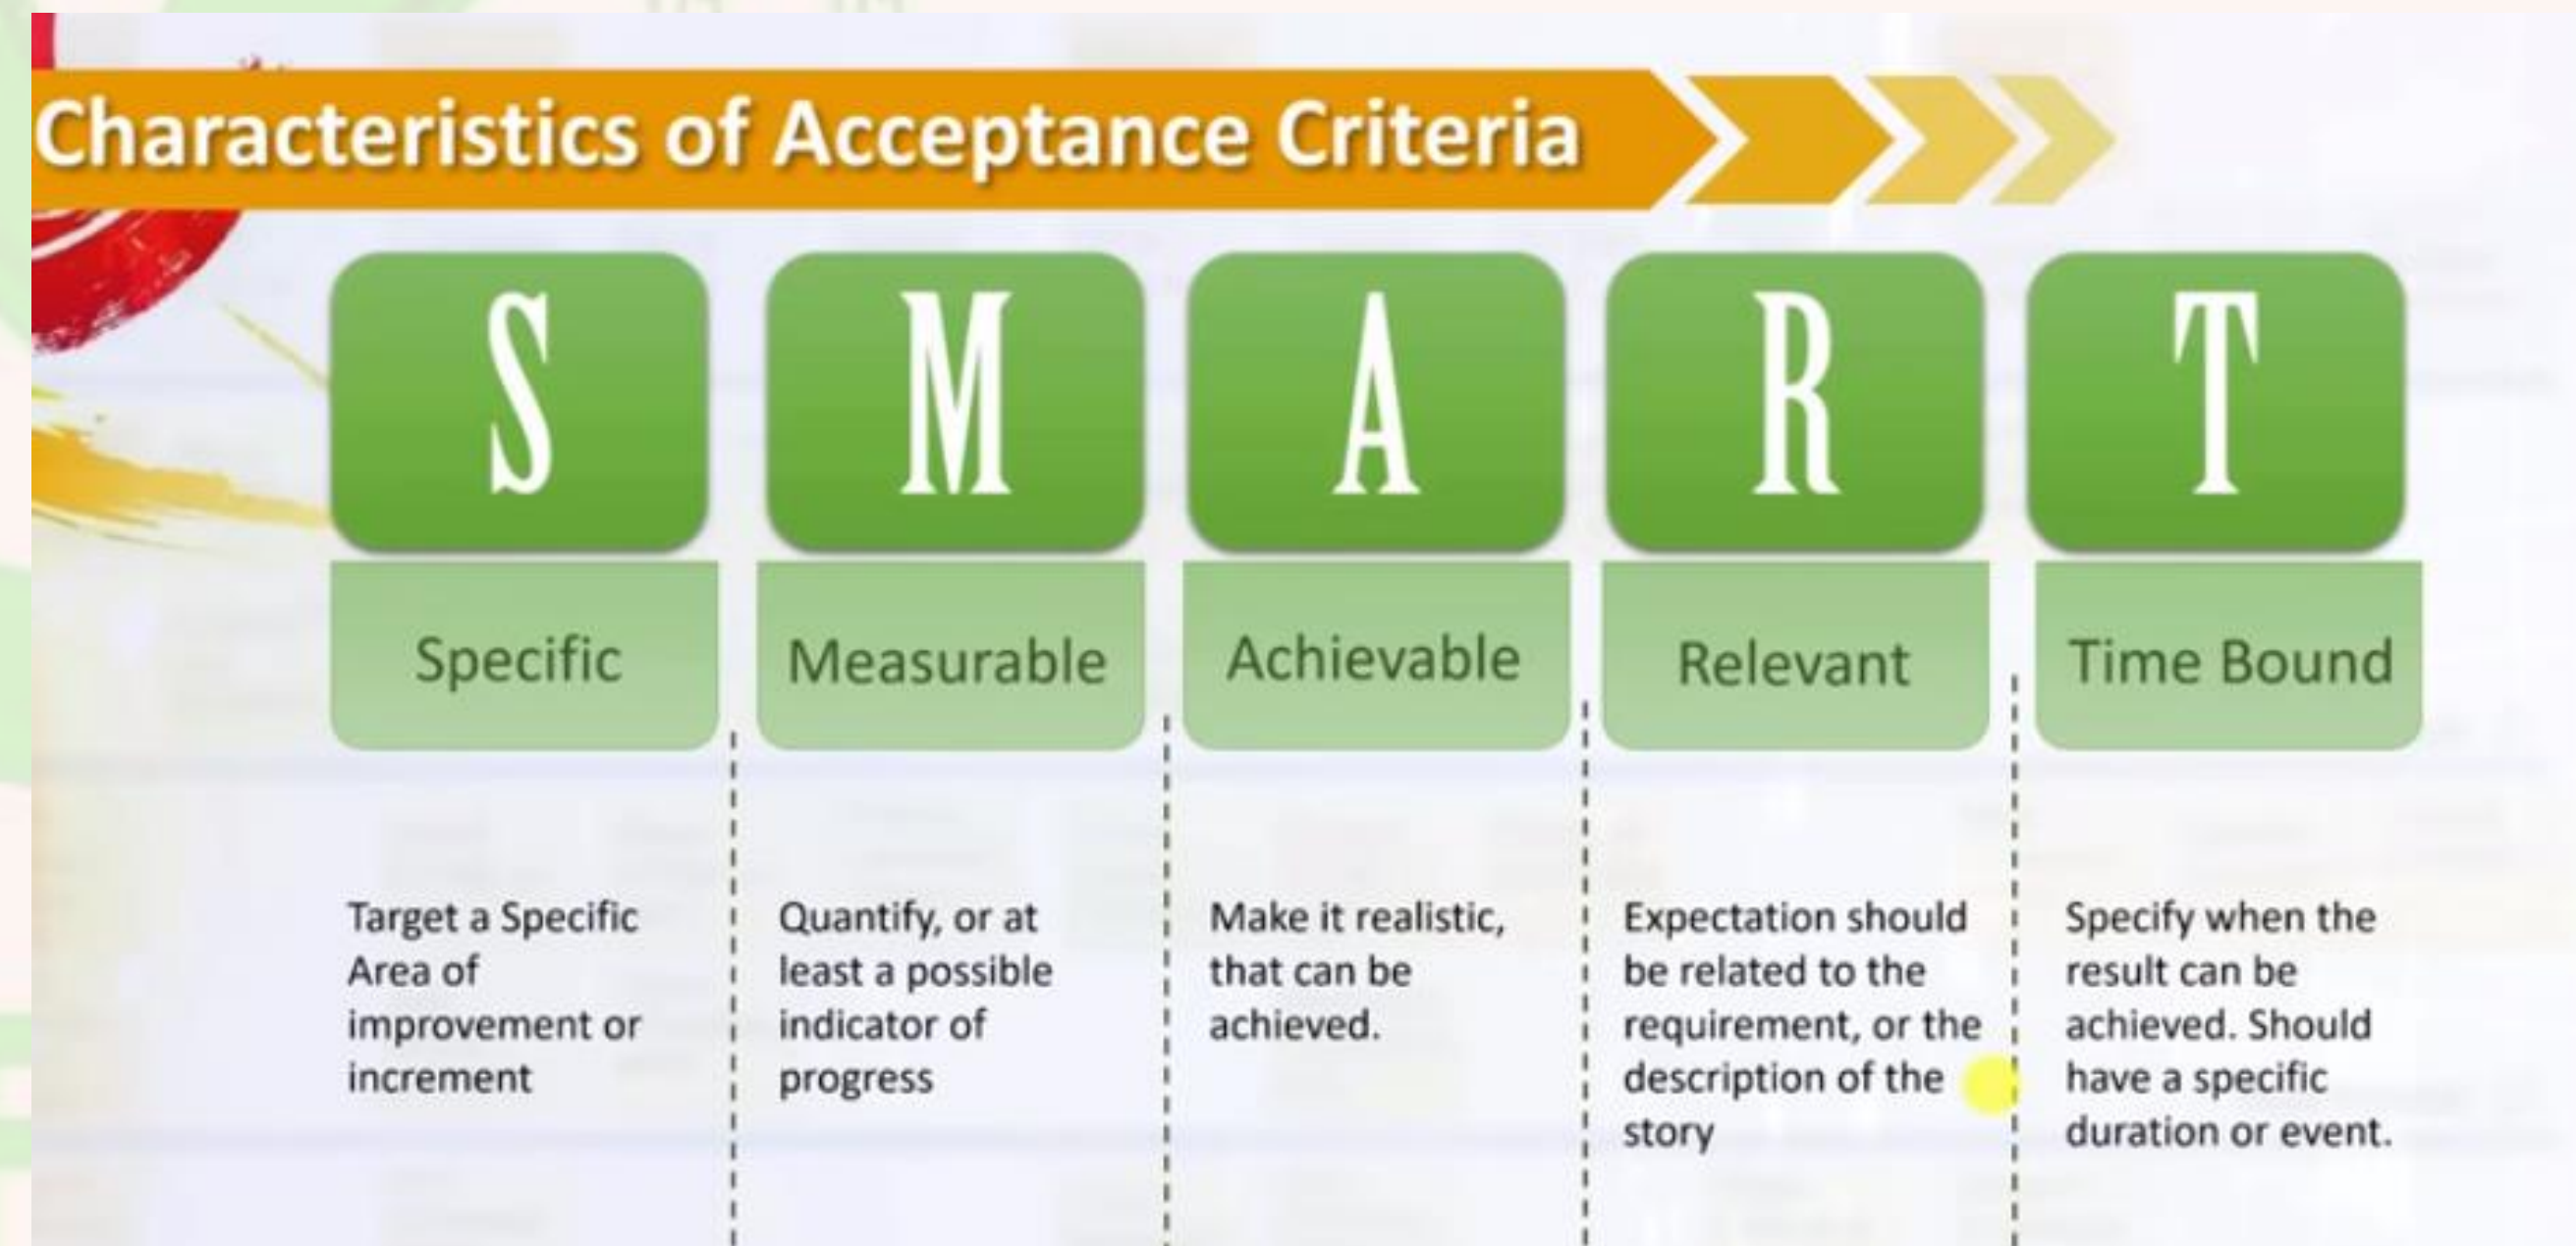 Characteristics of Acceptance Criteria
S
M
A
R
T
Specific
Measurable
Achievable
Relevant
Time Bound
Target a Specific
Area of
improvement or
increment
Quantify, or at
least a possible
indicator of
progress
Make it realistic,
that can be
achieved.
Expectation should
be related to the
requirement, or the
description of the
story
Specify when the
result can be
achieved. Should
have a specific
duration or event.